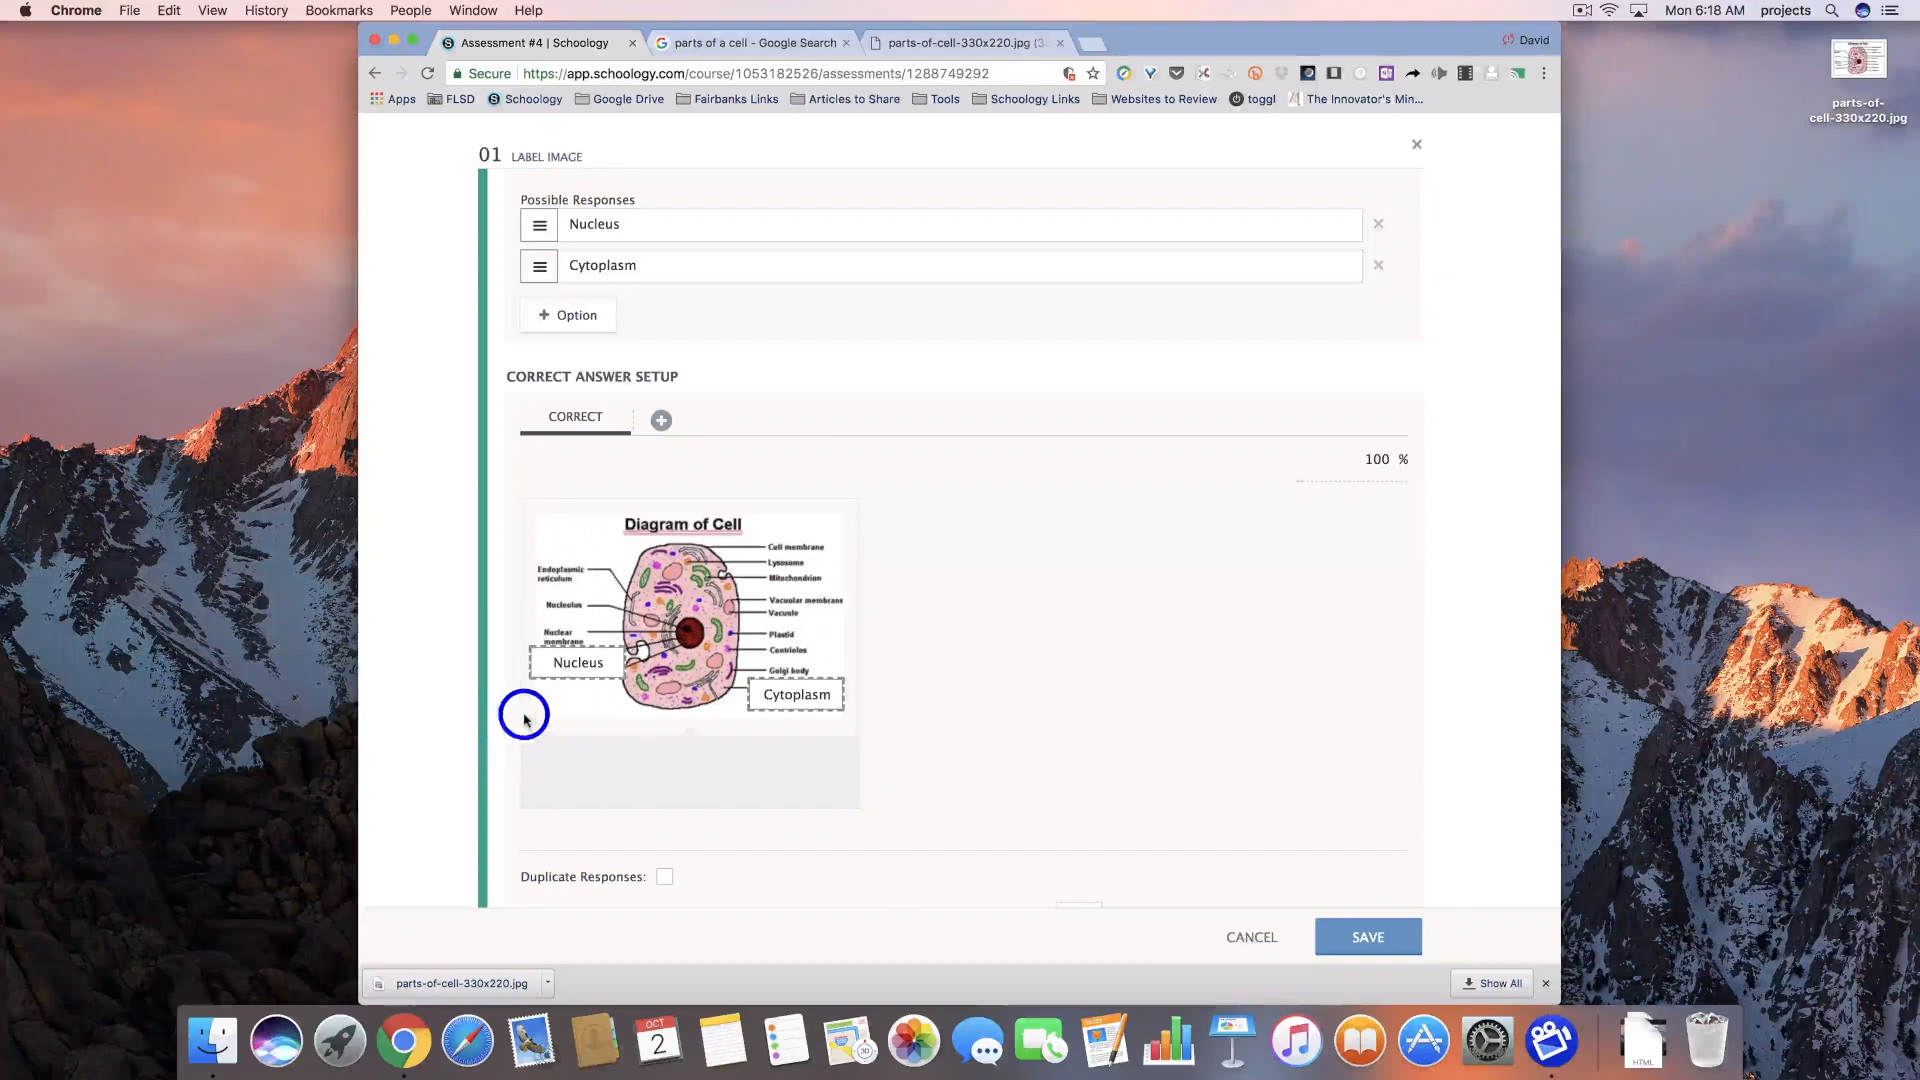 Chrome File Edit View History Bookmarks People Window Help
Mon 6:18 AM projects
Assessment #4 | Schoology
parts of a cell - Google Search
parts-of-cell-330x220.jpg (3
David
Secure https://app.schoology.com/course/1053182526/assessments/1288749292
Apps FLSD Schoology Google Drive Fairbanks Links Articles to Share Tools Schoology Links Websites to Review toggl The Innovator's Min...
parts-of-
cell-330x220.jpg
01 LABEL IMAGE
Possible Responses
Nucleus
Cytoplasm
+ Option
CORRECT ANSWER SETUP
CORRECT
100 %
Diagram of Cell
Cell membrane
Lysosome
Endoplasmic
reticulum
Mitochondrion
Vacuolar membrane
Nucleolus
Vacuole
Nuclear
membrane
Plastid
Centrioles
Nucleus
Golgi body
Cytoplasm
Duplicate Responses:
CANCEL SAVE
parts-of-cell-330x220.jpg
Show All
OCT
2
30
HTML